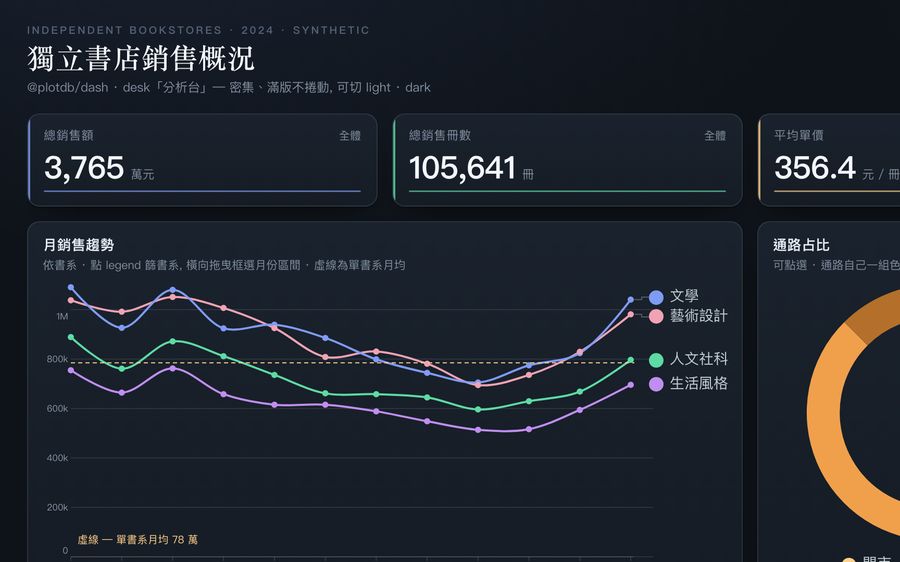 INDEPENDENT BOOKSTORES · 2024 · SYNTHETIC
獨立書店銷售概況
@plotdb/dash · desk「分析台」— 密集、滿版不捲動, 可切 light · dark
總銷售額 全體
3,765 萬元
總銷售冊數 全體
105,641 冊
平均單價
356.4 元 / 冊
月銷售趨勢
依書系 · 點 legend 篩書系, 橫向拖曳框選月份區間 · 虛線為單書系月均
1M
800k
600k
400k
200k
0
文學
藝術設計
人文社科
生活風格
虛線 — 單書系月均 78 萬
通路占比
可點選 · 通路自己一組色